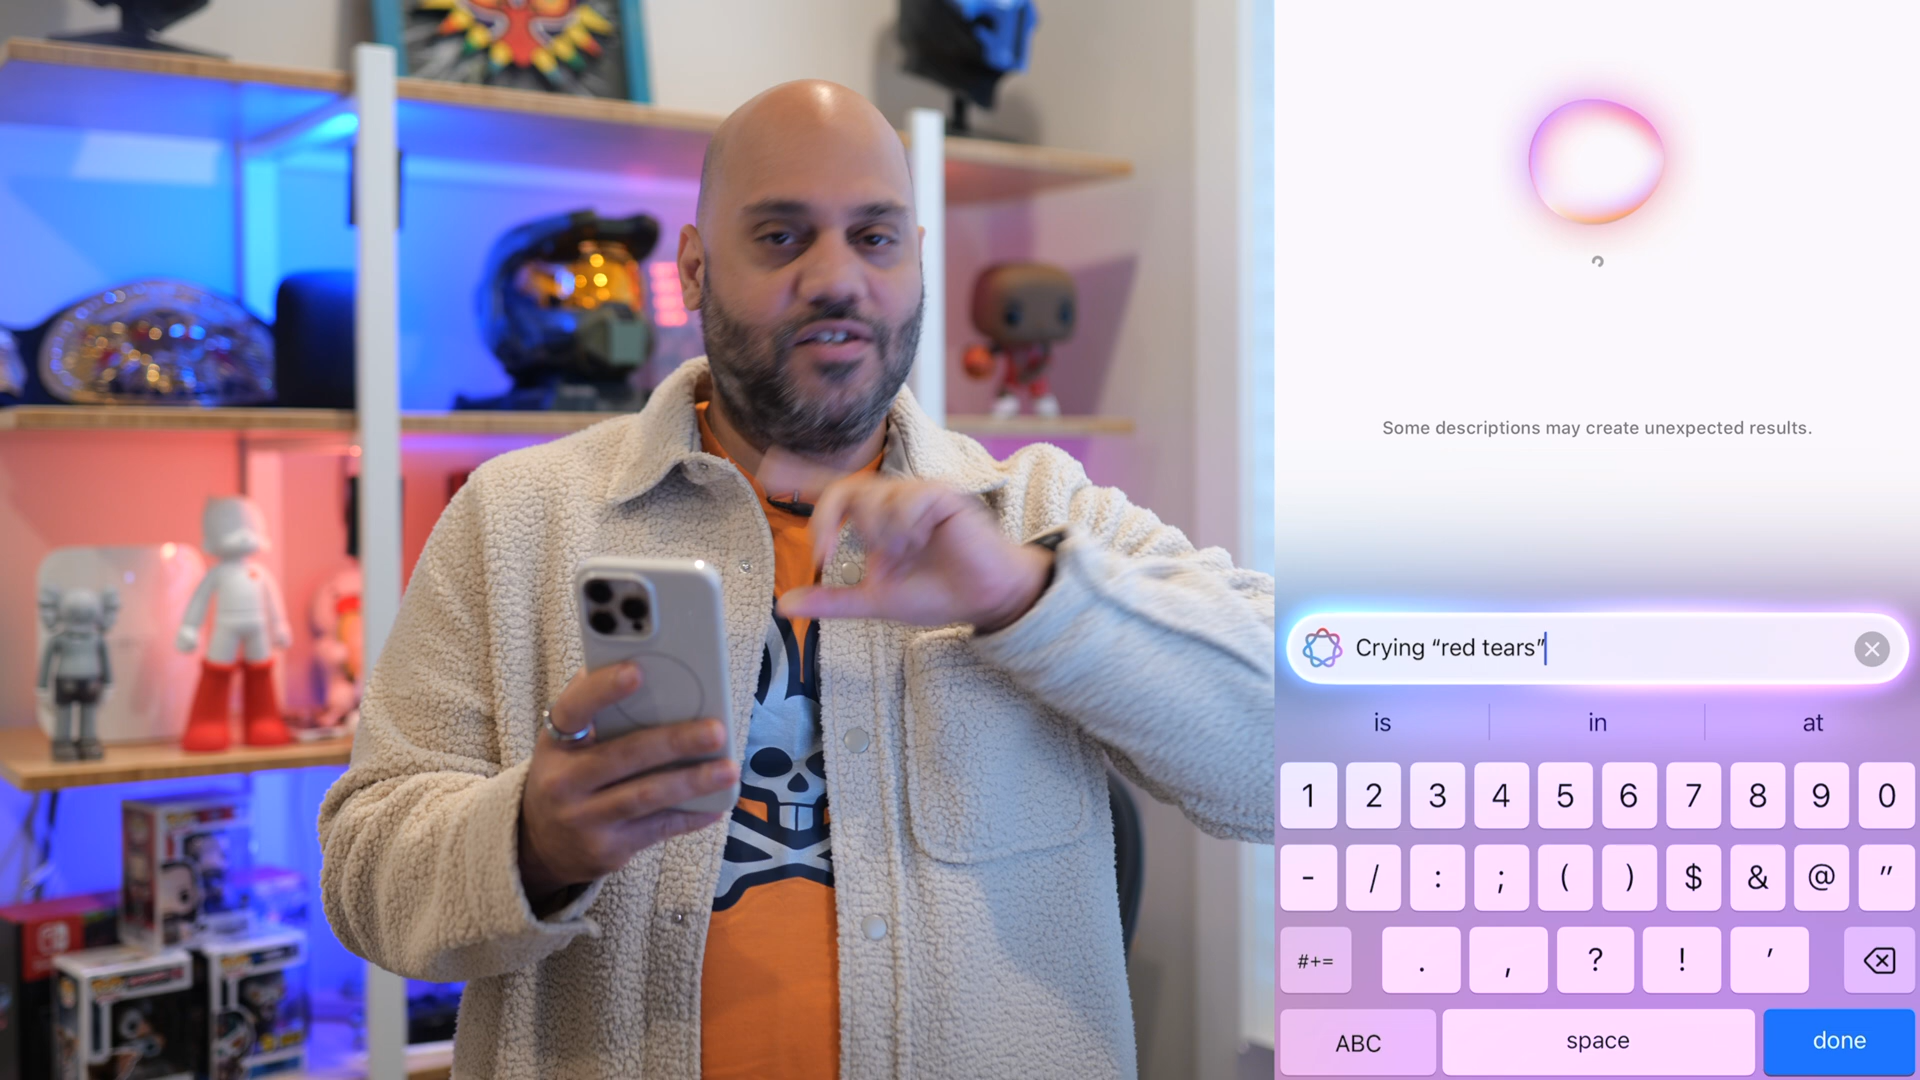 Some descriptions may create unexpected results.
Crying “red tears”
is in at
1 2 3 4 5 6 7 8 9 0
- / : ; ( ) $ & @ "
#+= . , ? ! ’
ABC space done